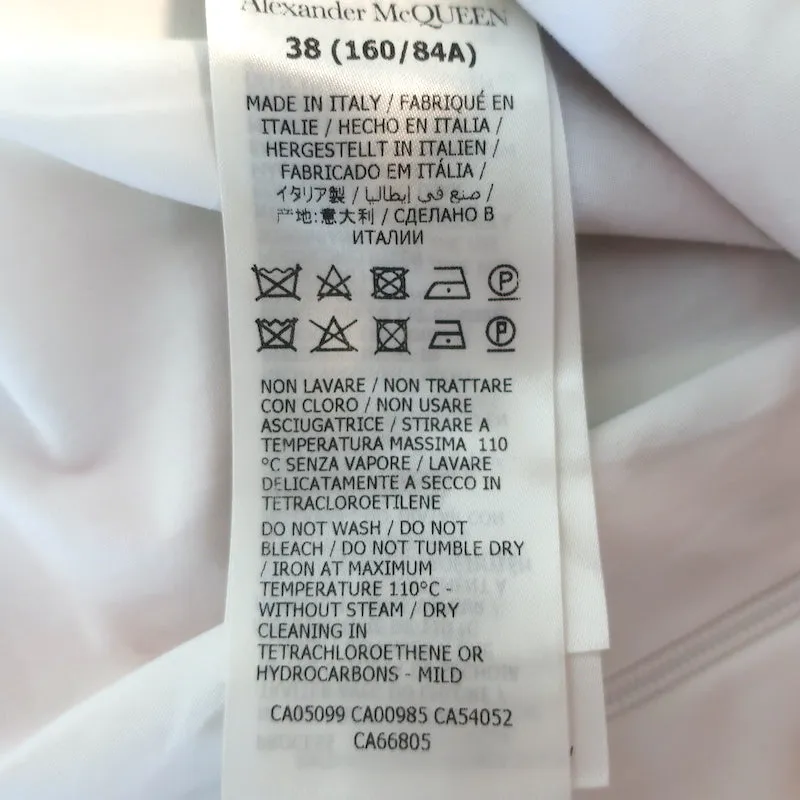 Alexander McQUEEN
38 (160/84A)
MADE IN ITALY / FABRIQUÉ EN
ITALIE / HECHO EN ITALIA /
HERGESTELLT IN ITALIEN /
FABRICADO EM ITÁLIA /
イタリア製 / صنع في إيطاليا /
产地:意大利 / СДЕЛАНО В
ИТАЛИИ
P
P
NON LAVARE / NON TRATTARE
CON CLORO / NON USARE
ASCIUGATRICE / STIRARE A
TEMPERATURA MASSIMA 110
°C SENZA VAPORE / LAVARE
DELICATAMENTE A SECCO IN
TETRACLOROETILENE
DO NOT WASH / DO NOT
BLEACH / DO NOT TUMBLE DRY
/ IRON AT MAXIMUM
TEMPERATURE 110°C -
WITHOUT STEAM / DRY
CLEANING IN
TETRACHLOROETHENE OR
HYDROCARBONS - MILD
CA05099 CA00985 CA54052
CA66805